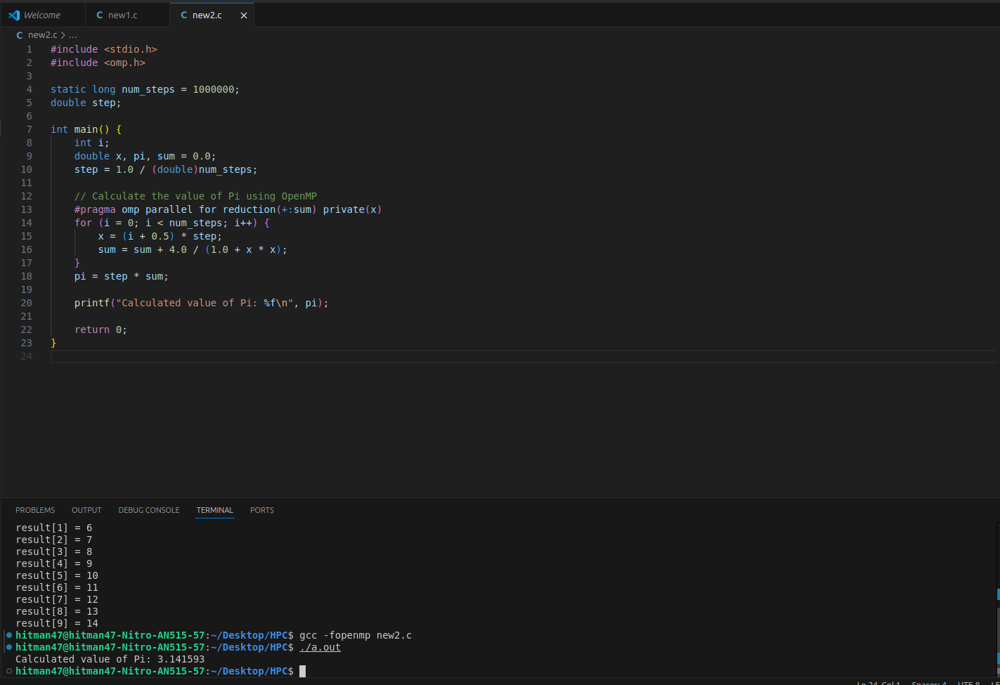 Welcome
C new1.c
C new2.c ×
C new2.c > ...
1 #include <stdio.h>
2 #include <omp.h>
3
4 static long num_steps = 1000000;
5 double step;
6
7 int main() {
8     int i;
9     double x, pi, sum = 0.0;
10     step = 1.0 / (double)num_steps;
11
12     // Calculate the value of Pi using OpenMP
13     #pragma omp parallel for reduction(+:sum) private(x)
14     for (i = 0; i < num_steps; i++) {
15         x = (i + 0.5) * step;
16         sum = sum + 4.0 / (1.0 + x * x);
17     }
18     pi = step * sum;
19
20     printf("Calculated value of Pi: %f\n", pi);
21
22     return 0;
23 }
24
PROBLEMS OUTPUT DEBUG CONSOLE TERMINAL PORTS
result[1] = 6
result[2] = 7
result[3] = 8
result[4] = 9
result[5] = 10
result[6] = 11
result[7] = 12
result[8] = 13
result[9] = 14
hitman47@hitman47-Nitro-AN515-57:~/Desktop/HPC$ gcc -fopenmp new2.c
hitman47@hitman47-Nitro-AN515-57:~/Desktop/HPC$ ./a.out
Calculated value of Pi: 3.141593
hitman47@hitman47-Nitro-AN515-57:~/Desktop/HPC$
Ln 24, Col 1 Spaces: 4 UTF-8